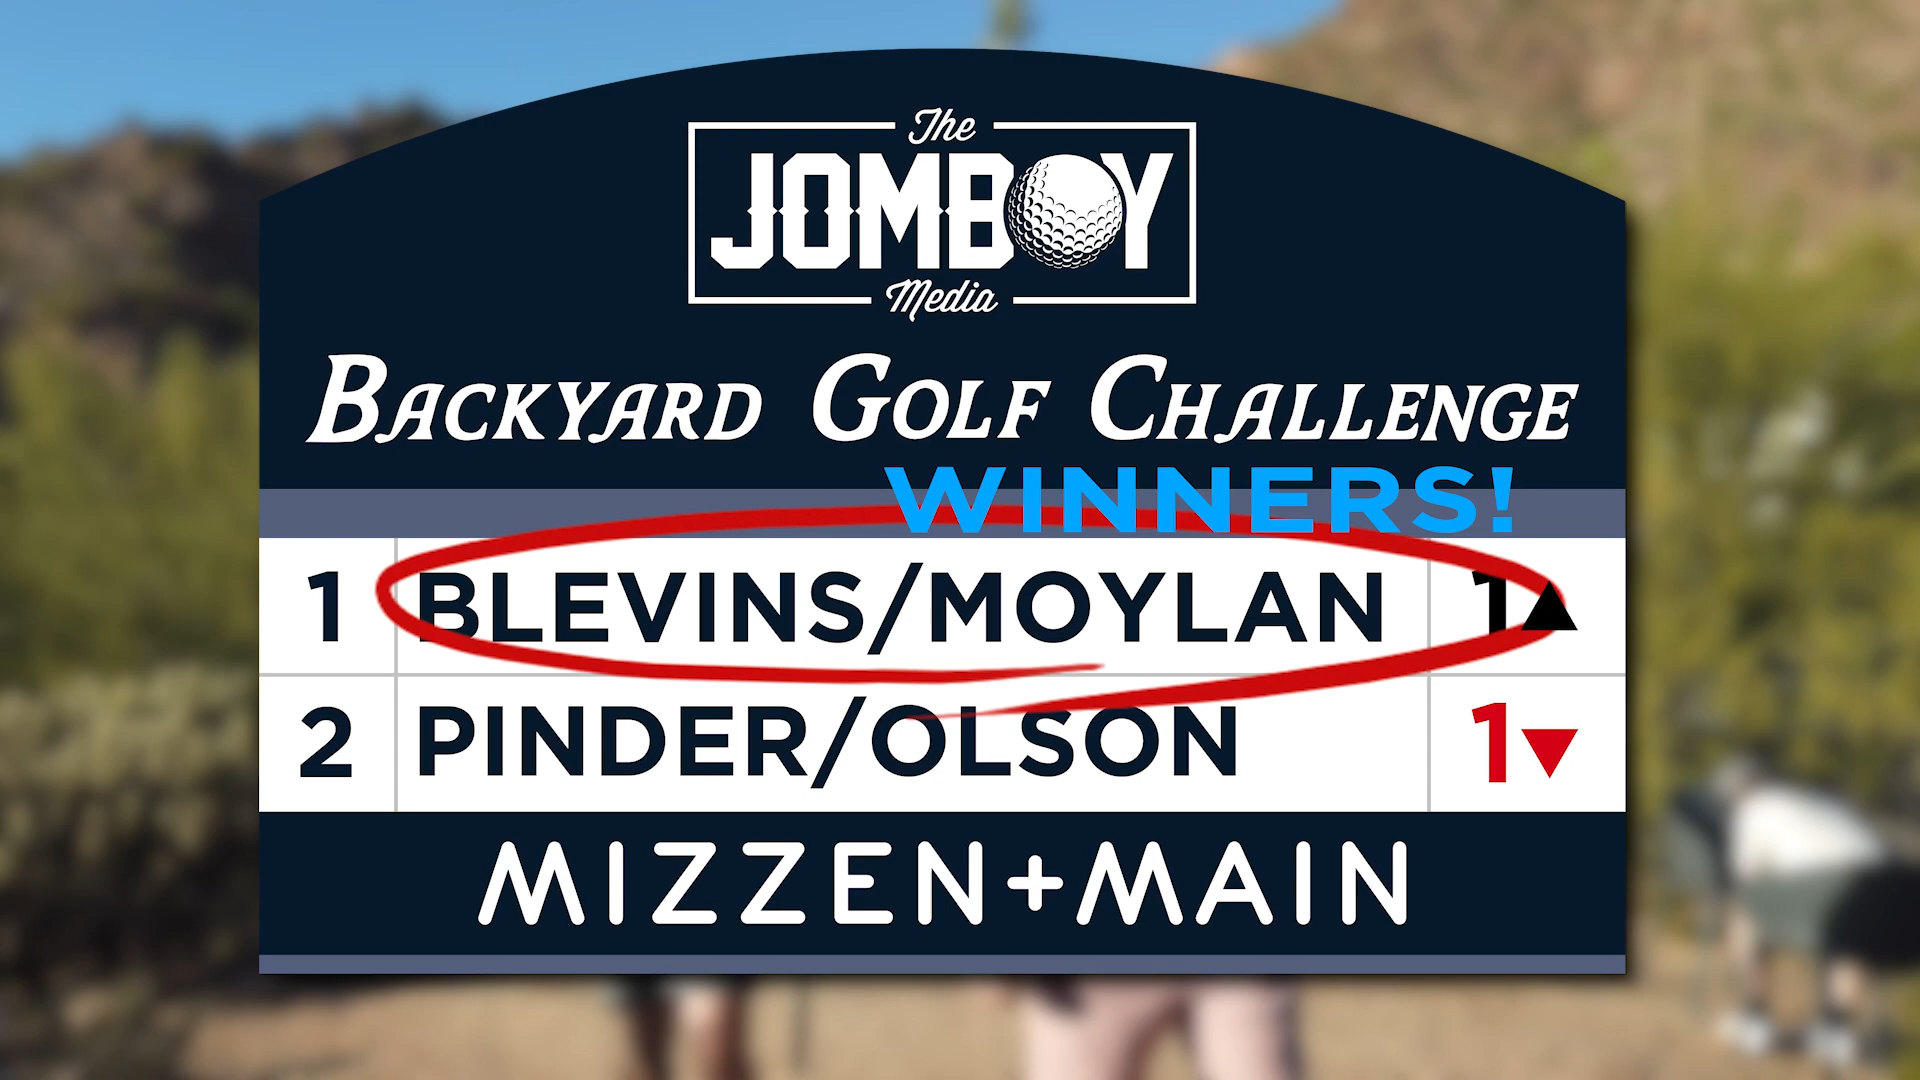 The
JOMBOY
Media
BACKYARD GOLF CHALLENGE
WINNERS!
1 BLEVINS/MOYLAN 1▲
2 PINDER/OLSON 1▼
MIZZEN+MAIN